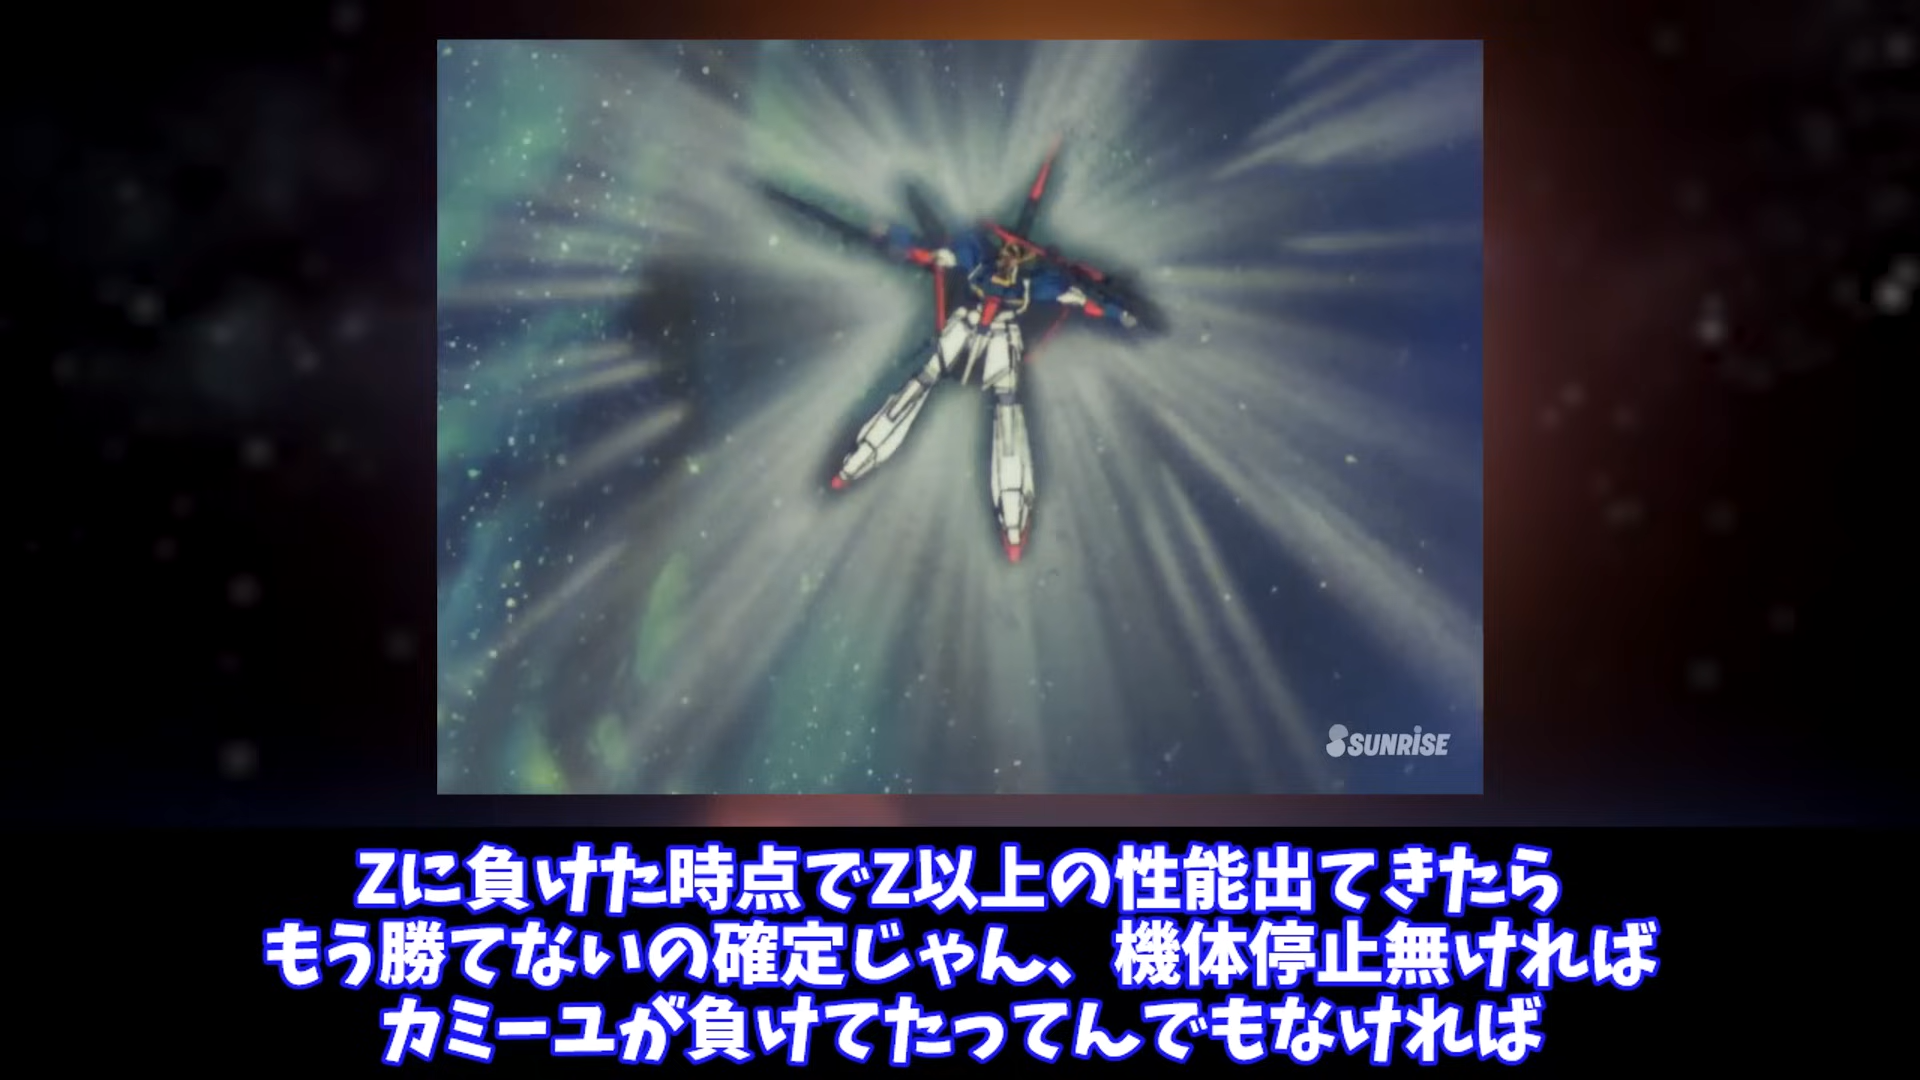 SUNRISE
Zに負けた時点でZ以上の性能出てきたら
もう勝てないの確定じゃん、機体停止無ければ
カミーユが負けてたってんでもなければ